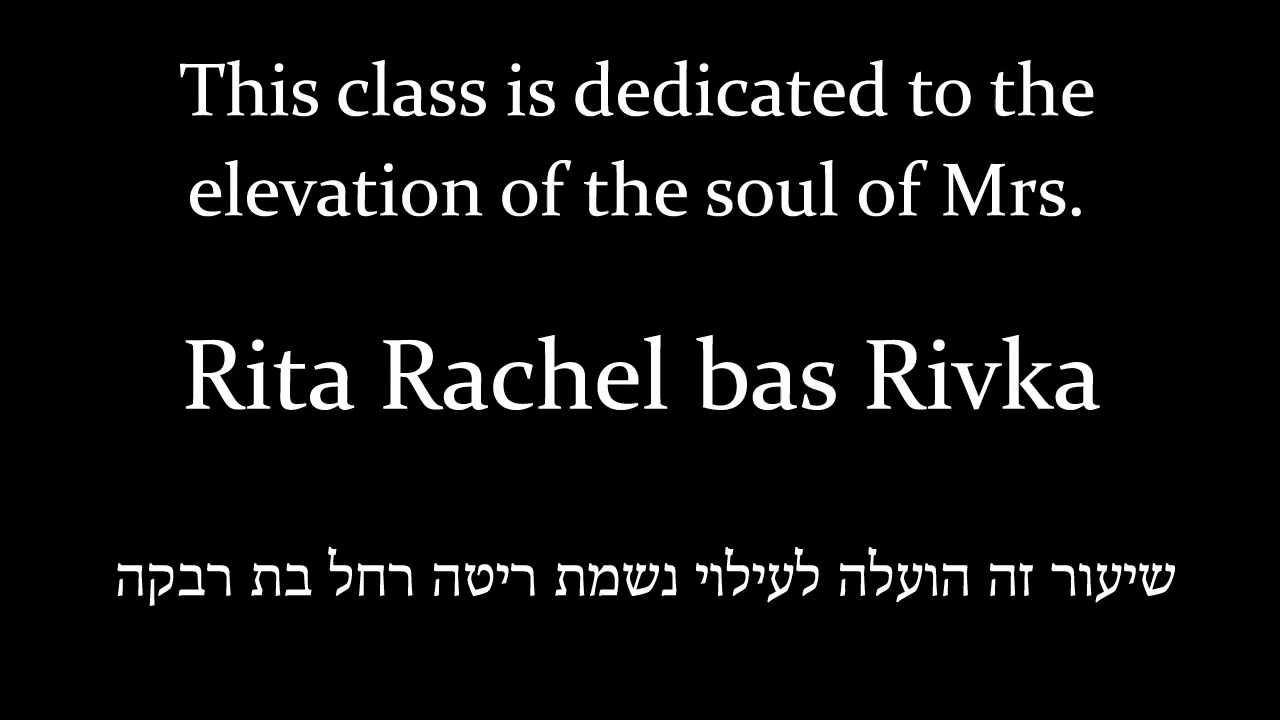 This class is dedicated to the
elevation of the soul of Mrs.
Rita Rachel bas Rivka
שיעור זה הועלה לעילוי נשמת ריטה רחל בת רבקה